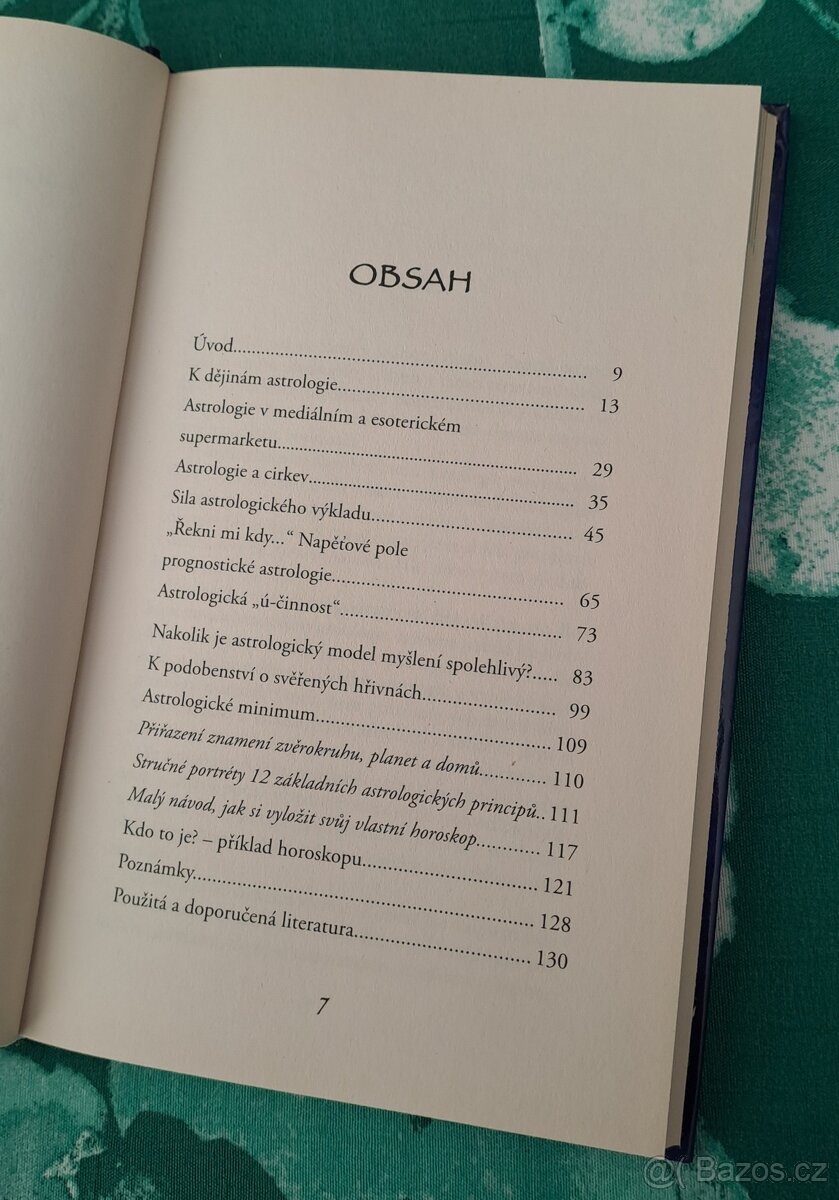 OBSAH
Úvod.......................................................... 9
K dějinám astrologie.......................................... 13
Astrologie v mediálním a esoterickém
supermarketu.................................................. 29
Astrologie a cirkev........................................... 35
Sila astrologického výkladu................................... 45
„Řekni mi kdy...“ Napěťové pole
prognostické astrologie....................................... 65
Astrologická „ú-činnost“...................................... 73
Nakolik je astrologický model myšlení spolehlivý?..... 83
K podobenství o svěřených hřivnách........................ 99
Astrologické minimum.......................................... 109
Přiřazení znamení zvěrokruhu, planet a domů............ 110
Stručné portréty 12 základních astrologických principů.. 111
Malý návod, jak si vyložit svůj vlastní horoskop........... 117
Kdo to je? – příklad horoskopu................................ 121
Poznámky...................................................... 128
Použitá a doporučená literatura............................... 130
7
@( Bazos.cz